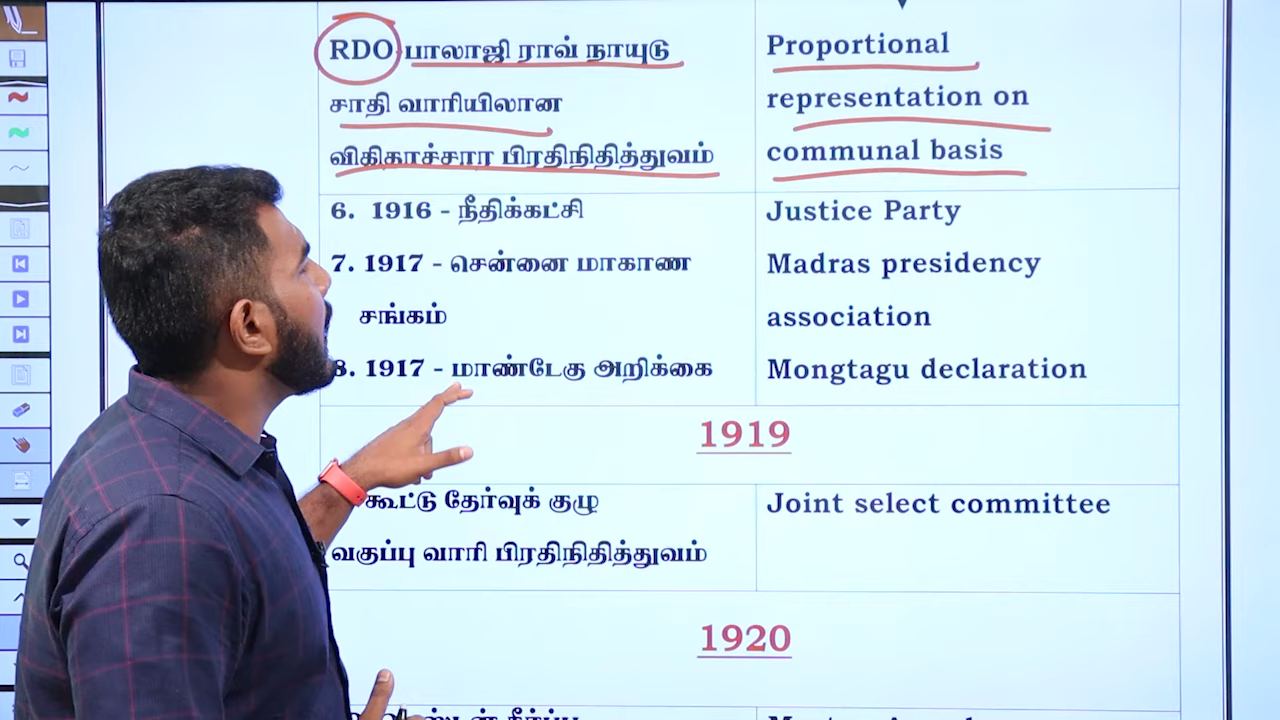 RDO பாலாஜி ராவ் நாயுடு
சாதி வாரியிலான
விகிதாச்சார பிரதிநிதித்துவம்
Proportional
representation on
communal basis
6. 1916 - நீதிக்கட்சி
Justice Party
7. 1917 - சென்னை மாகாண
சங்கம்
Madras presidency
association
8. 1917 - மாண்டேகு அறிக்கை
Mongtagu declaration
1919
கூட்டு தேர்வுக் குழு
வகுப்பு வாரி பிரதிநிதித்துவம்
Joint select committee
1920